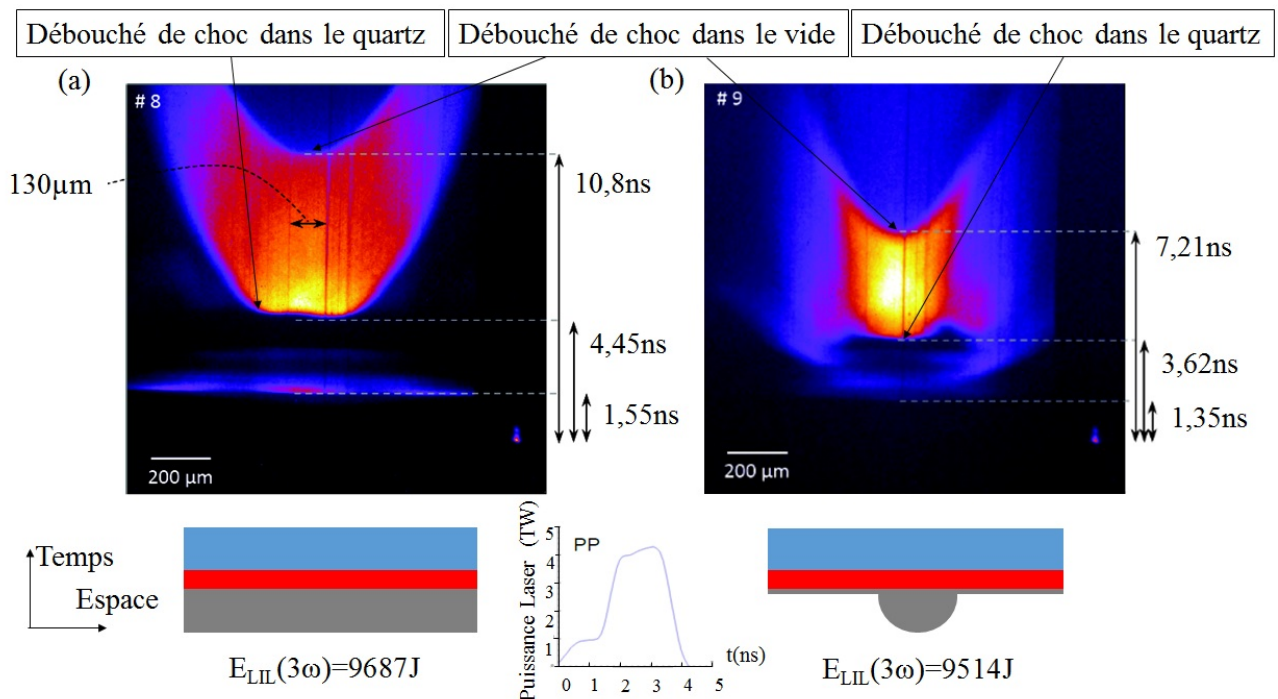 Débouché de choc dans le quartz
Débouché de choc dans le vide
Débouché de choc dans le quartz
(a)
# 8
130µm
10,8ns
4,45ns
1,55ns
200 µm
(b)
# 9
7,21ns
3,62ns
1,35ns
200 µm
Temps
Espace
E_LIL(3ω)=9687J
Puissance Laser (TW)
5
4
3
2
1
PP
t(ns)
0 1 2 3 4 5
E_LIL(3ω)=9514J